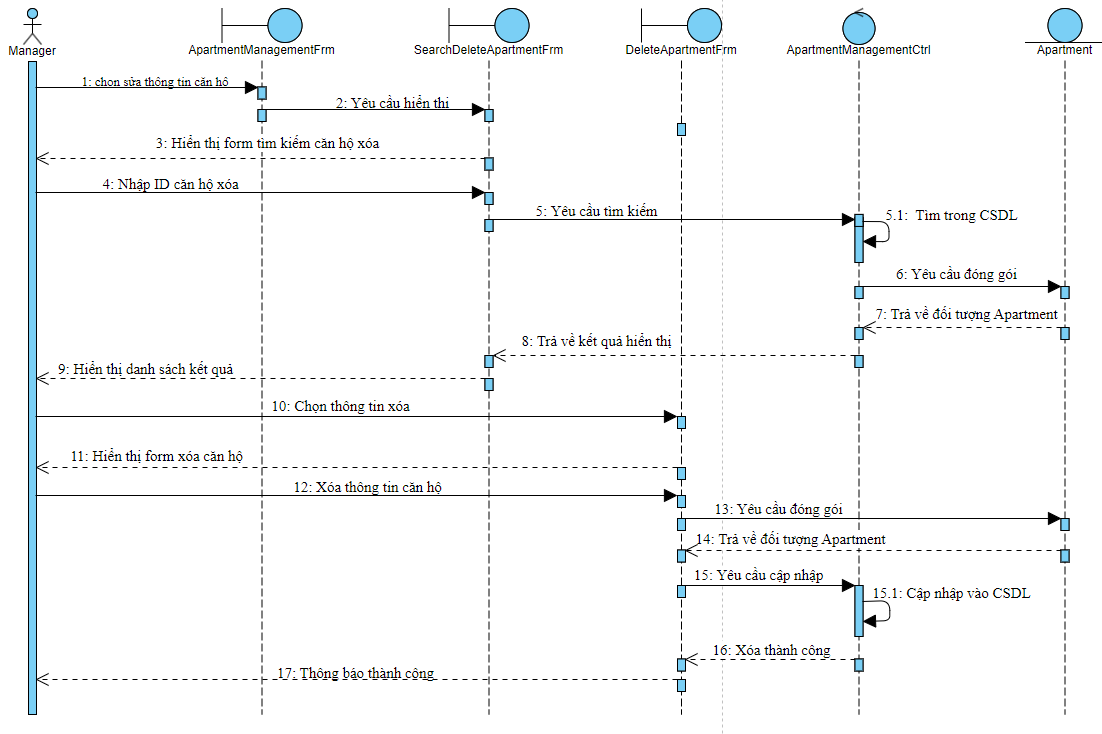 Manager
ApartmentManagementFrm
SearchDeleteApartmentFrm
DeleteApartmentFrm
ApartmentManagementCtrl
Apartment
1: chon sửa thông tin căn hô
2: Yêu cầu hiển thi
3: Hiển thị form tìm kiếm căn hộ xóa
4: Nhập ID căn hộ xóa
5: Yêu cầu tìm kiếm
5.1: Tìm trong CSDL
6: Yêu cầu đóng gói
7: Trả về đối tượng Apartment
8: Trả về kết quả hiển thị
9: Hiển thị danh sách kết quả
10: Chọn thông tin xóa
11: Hiển thị form xóa căn hộ
12: Xóa thông tin căn hộ
13: Yêu cầu đóng gói
14: Trả về đối tượng Apartment
15: Yêu cầu cập nhập
15.1: Cập nhập vào CSDL
16: Xóa thành công
17: Thông báo thành công